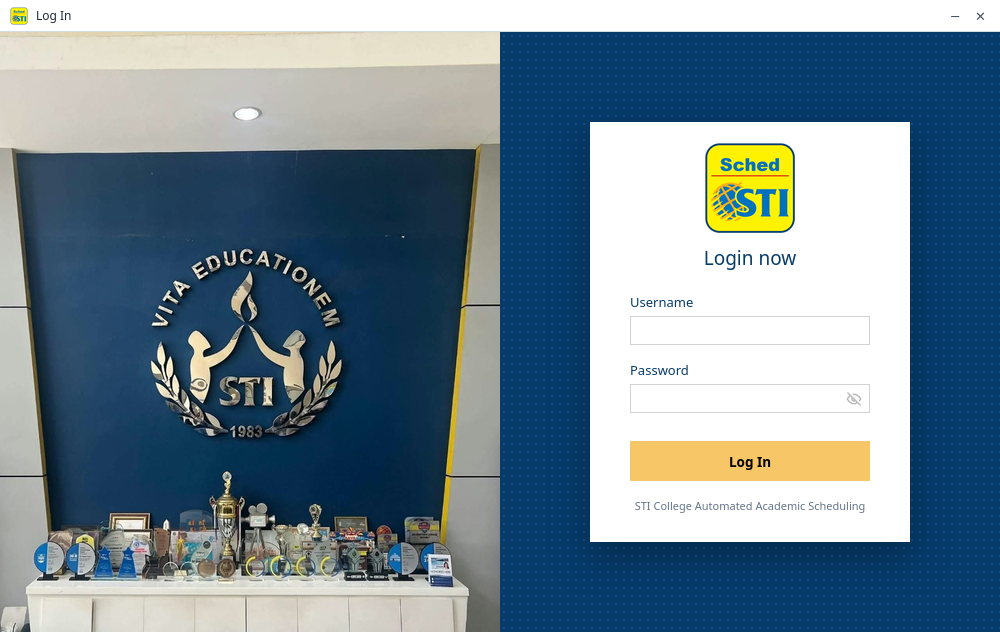 Log In
VITA EDUCATIONEM
STI
1983
Sched
STI
Login now
Username
Password
Log In
STI College Automated Academic Scheduling